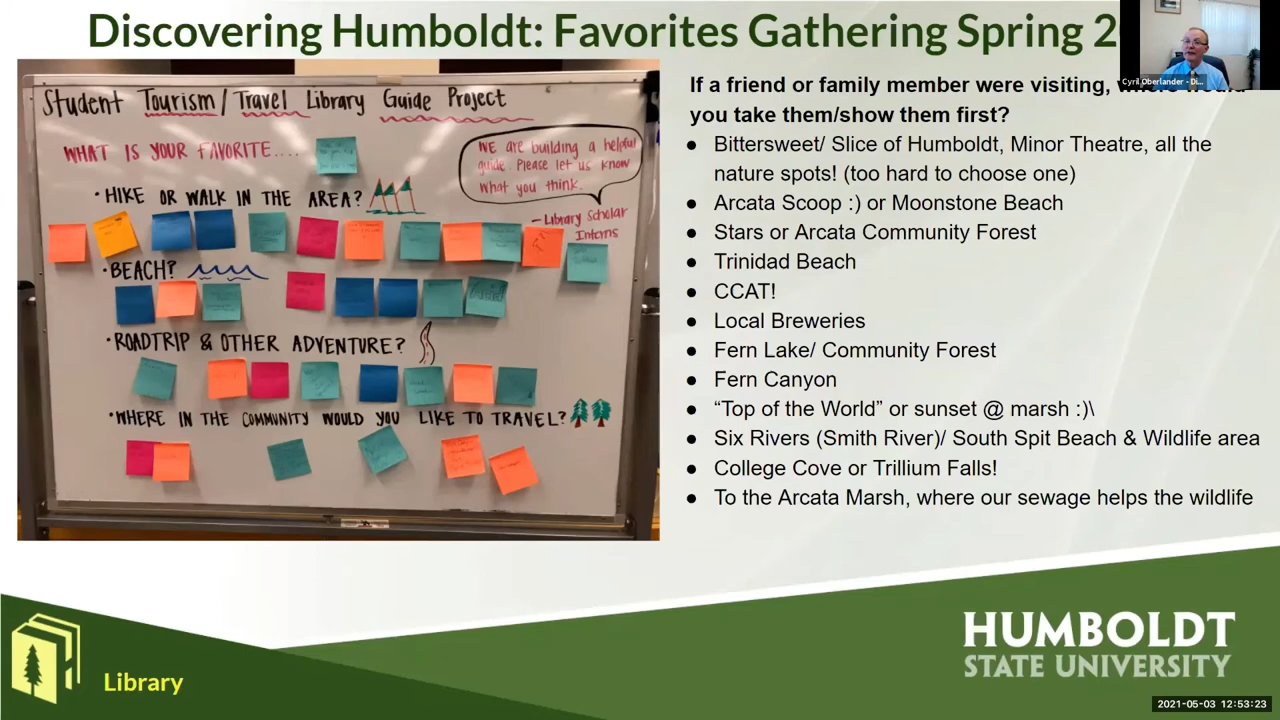 Discovering Humboldt: Favorites Gathering Spring 2
Cyril Oberlander - Di...
Student Tourism/Travel Library Guide Project
WHAT IS YOUR FAVORITE....
WE are building a helpful
guide. Please let us know
what you think.
- Library Scholar
Interns
• HIKE OR WALK IN THE AREA?
• BEACH?
• ROADTRIP & OTHER ADVENTURE?
• WHERE IN THE COMMUNITY WOULD YOU LIKE TO TRAVEL?
If a friend or family member were visiting,
you take them/show them first?
● Bittersweet/ Slice of Humboldt, Minor Theatre, all the
nature spots! (too hard to choose one)
● Arcata Scoop :) or Moonstone Beach
● Stars or Arcata Community Forest
● Trinidad Beach
● CCAT!
● Local Breweries
● Fern Lake/ Community Forest
● Fern Canyon
● “Top of the World” or sunset @ marsh :)\
● Six Rivers (Smith River)/ South Spit Beach & Wildlife area
● College Cove or Trillium Falls!
● To the Arcata Marsh, where our sewage helps the wildlife
Library
HUMBOLDT
STATE UNIVERSITY
2021-05-03 12:53:23